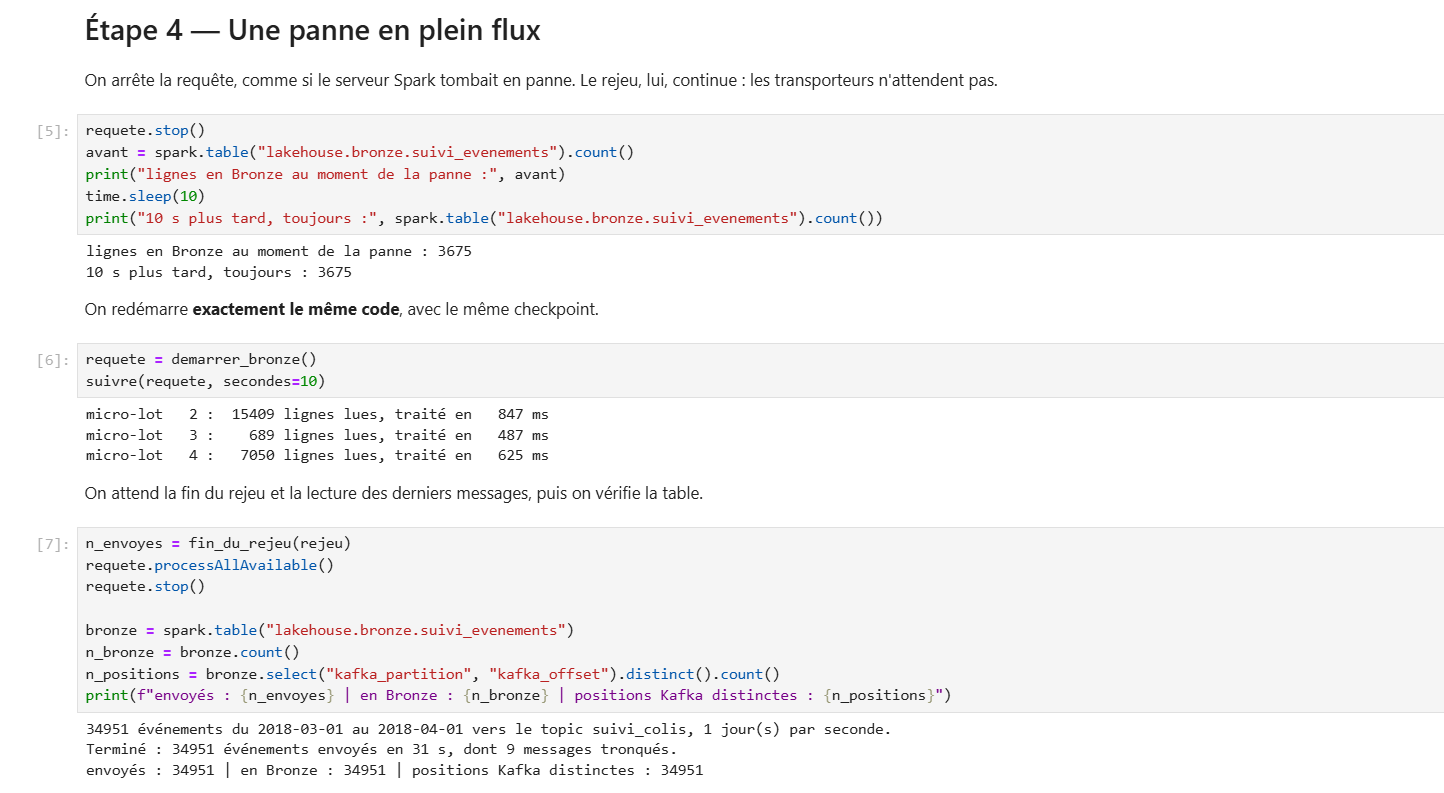 Étape 4 — Une panne en plein flux
On arrête la requête, comme si le serveur Spark tombait en panne. Le rejeu, lui, continue : les transporteurs n'attendent pas.
[5]:
requete.stop()
avant = spark.table("lakehouse.bronze.suivi_evenements").count()
print("lignes en Bronze au moment de la panne :", avant)
time.sleep(10)
print("10 s plus tard, toujours :", spark.table("lakehouse.bronze.suivi_evenements").count())
lignes en Bronze au moment de la panne : 3675
10 s plus tard, toujours : 3675
On redémarre exactement le même code, avec le même checkpoint.
[6]:
requete = demarrer_bronze()
suivre(requete, secondes=10)
micro-lot   2 :  15409 lignes lues, traité en   847 ms
micro-lot   3 :    689 lignes lues, traité en   487 ms
micro-lot   4 :   7050 lignes lues, traité en   625 ms
On attend la fin du rejeu et la lecture des derniers messages, puis on vérifie la table.
[7]:
n_envoyes = fin_du_rejeu(rejeu)
requete.processAllAvailable()
requete.stop()
bronze = spark.table("lakehouse.bronze.suivi_evenements")
n_bronze = bronze.count()
n_positions = bronze.select("kafka_partition", "kafka_offset").distinct().count()
print(f"envoyés : {n_envoyes} | en Bronze : {n_bronze} | positions Kafka distinctes : {n_positions}")
34951 événements du 2018-03-01 au 2018-04-01 vers le topic suivi_colis, 1 jour(s) par seconde.
Terminé : 34951 événements envoyés en 31 s, dont 9 messages tronqués.
envoyés : 34951 | en Bronze : 34951 | positions Kafka distinctes : 34951